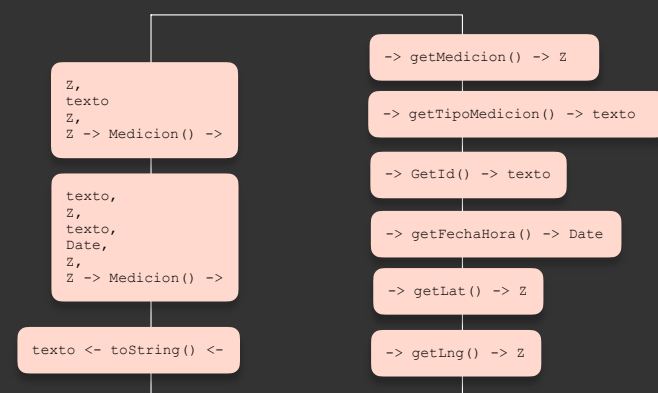 Z,
texto
Z,
Z -> Medicion() ->
texto,
Z,
texto,
Date,
Z,
Z -> Medicion() ->
texto <- toString() <-
-> getMedicion() -> Z
-> getTipoMedicion() -> texto
-> GetId() -> texto
-> getFechaHora() -> Date
-> getLat() -> Z
-> getLng() -> Z